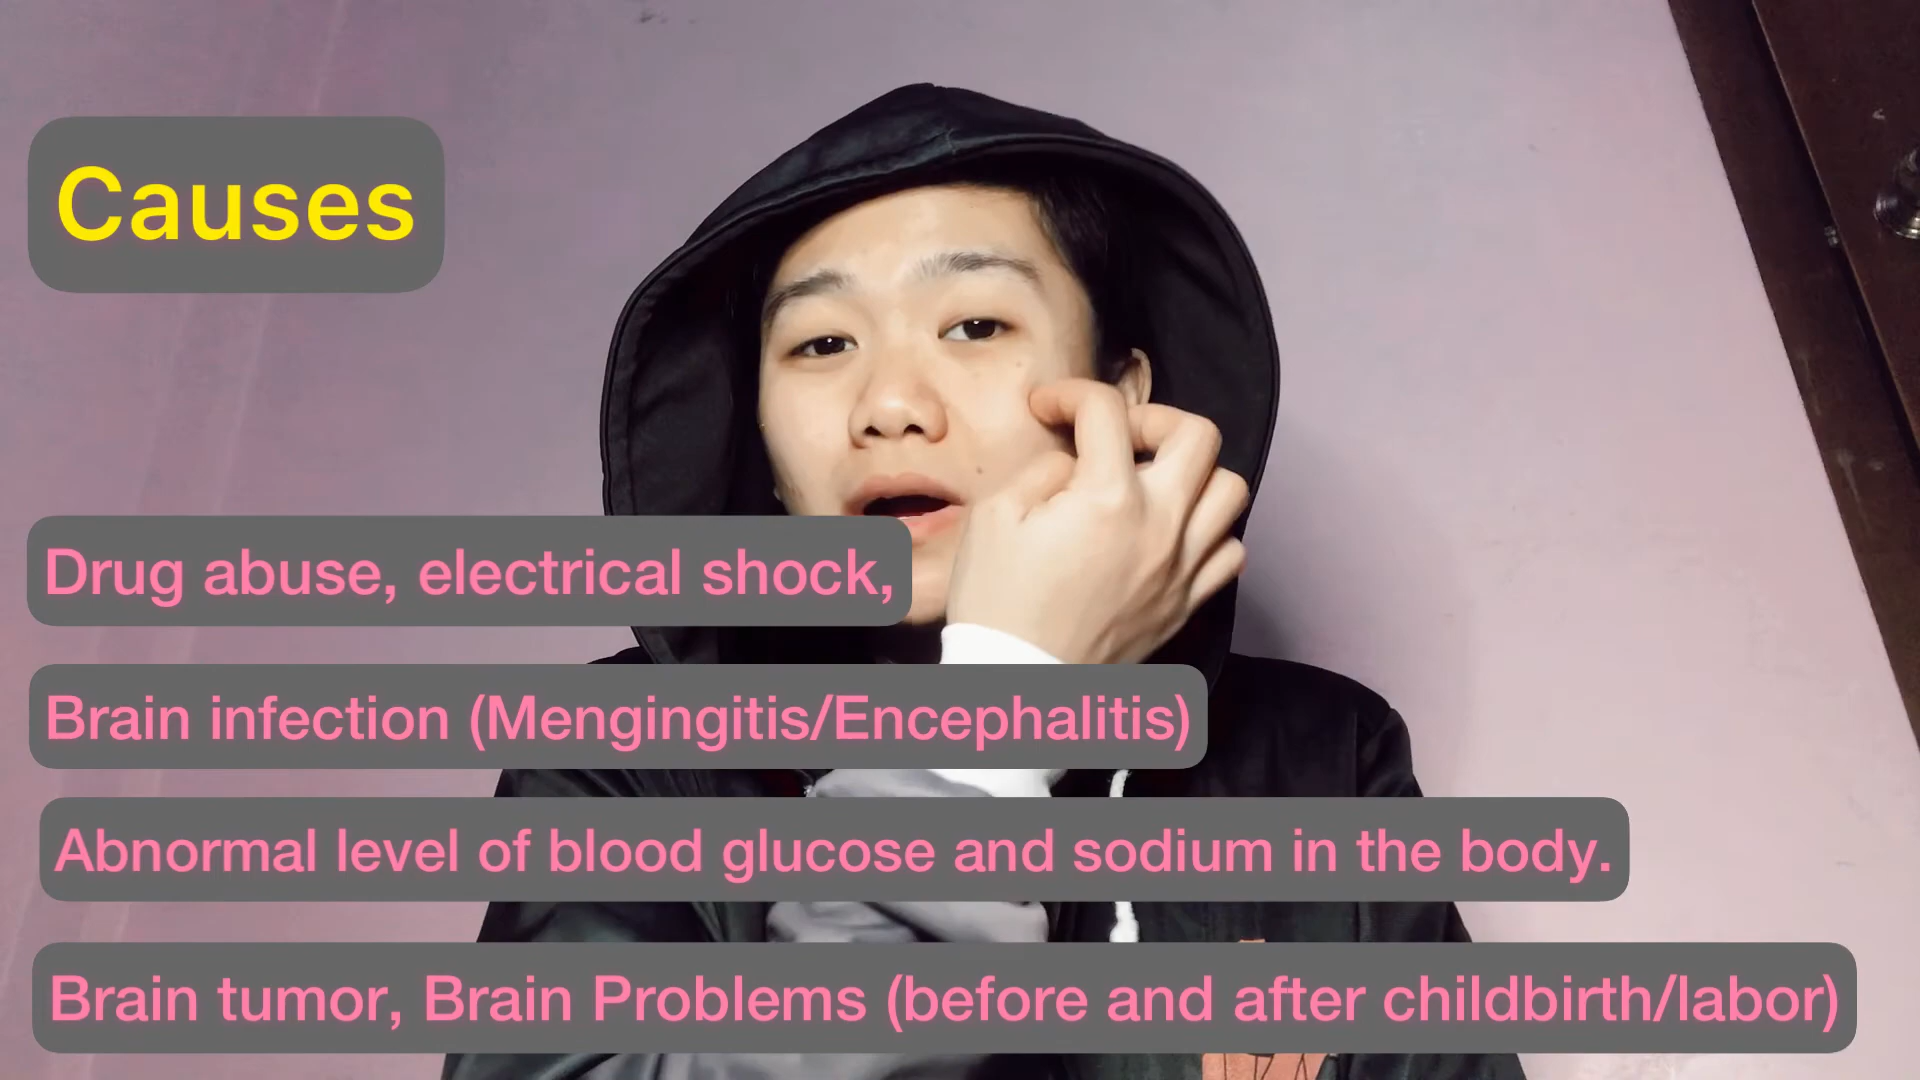 Causes
Drug abuse, electrical shock,
Brain infection (Mengingitis/Encephalitis)
Abnormal level of blood glucose and sodium in the body.
Brain tumor, Brain Problems (before and after childbirth/labor)